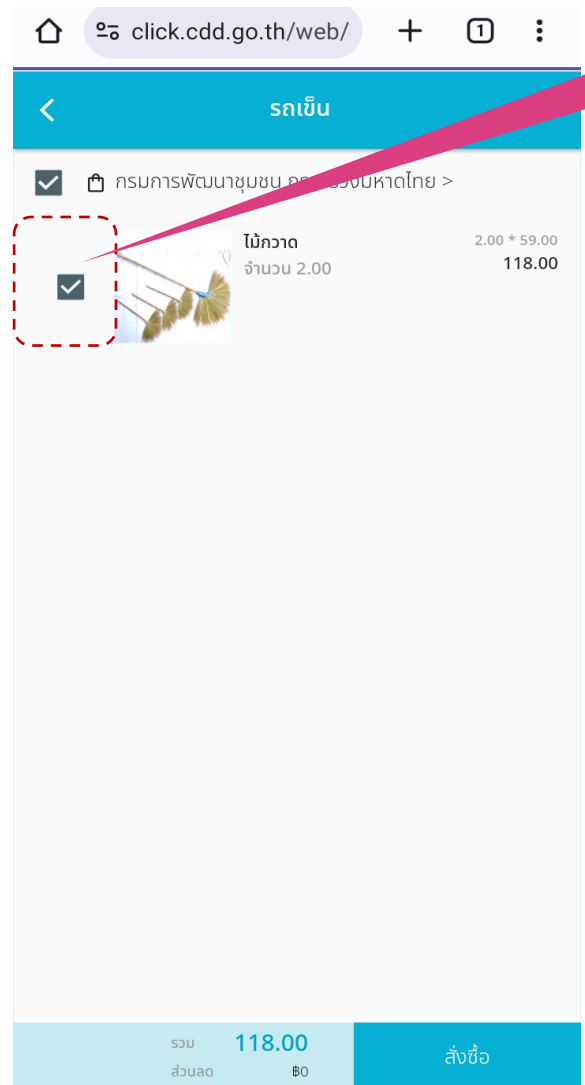 click.cdd.go.th/web/
1
รถเข็น
กรมการพัฒนาชุมชน มหาดไทย >
ไม้กวาด
2.00 * 59.00
จำนวน 2.00
118.00
รวม 118.00
ส่วนลด ฿0
สั่งซื้อ